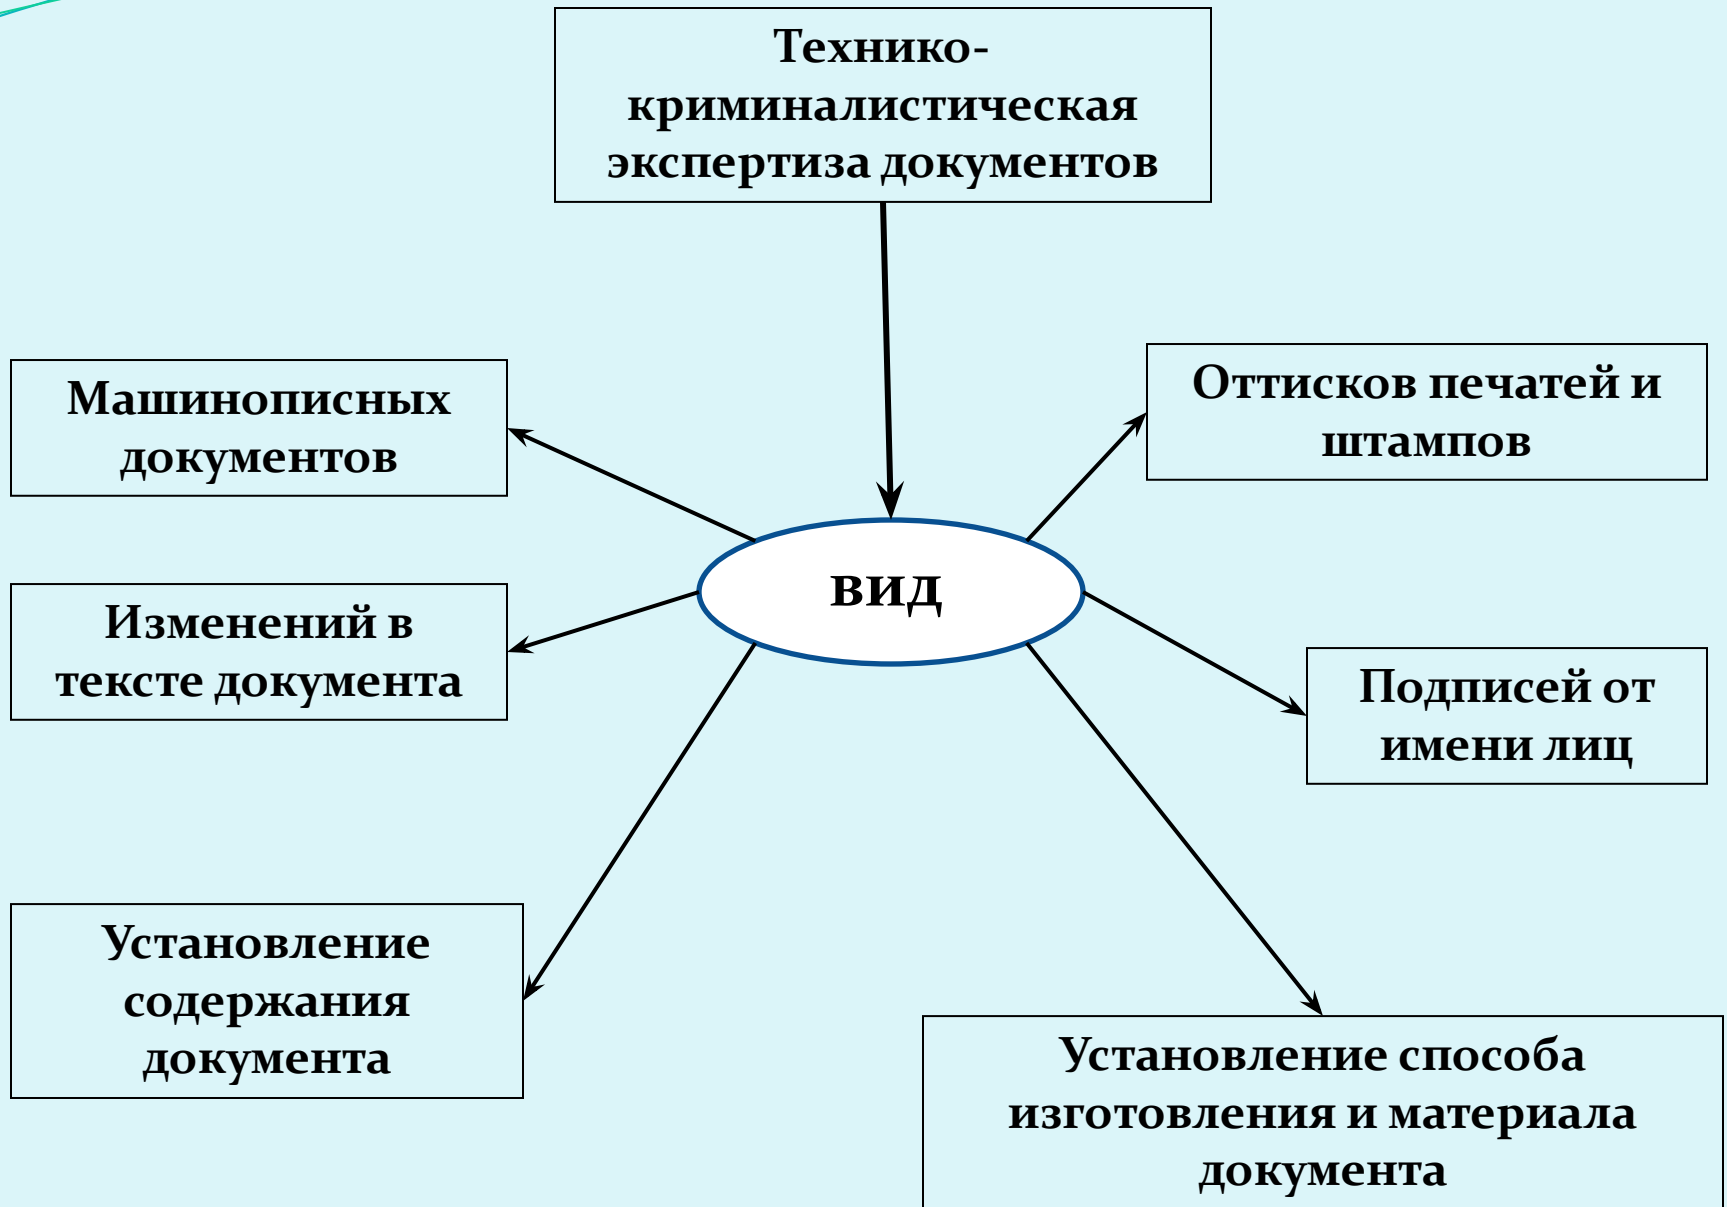 Технико-
криминалистическая
экспертиза документов
Машинописных
документов
Оттисков печатей и
штампов
вид
Изменений в
тексте документа
Подписей от
имени лиц
Установление
содержания
документа
Установление способа
изготовления и материала
документа